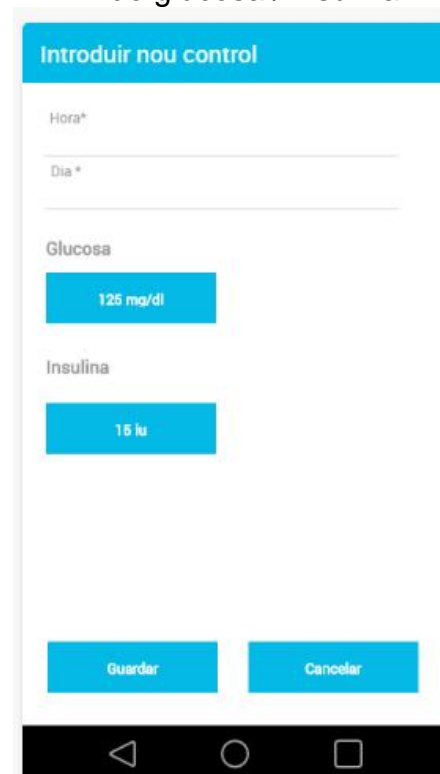 Introduir nou control
Hora*
Dia *
Glucosa
125 mg/dl
Insulina
15 iu
Guardar Cancelar